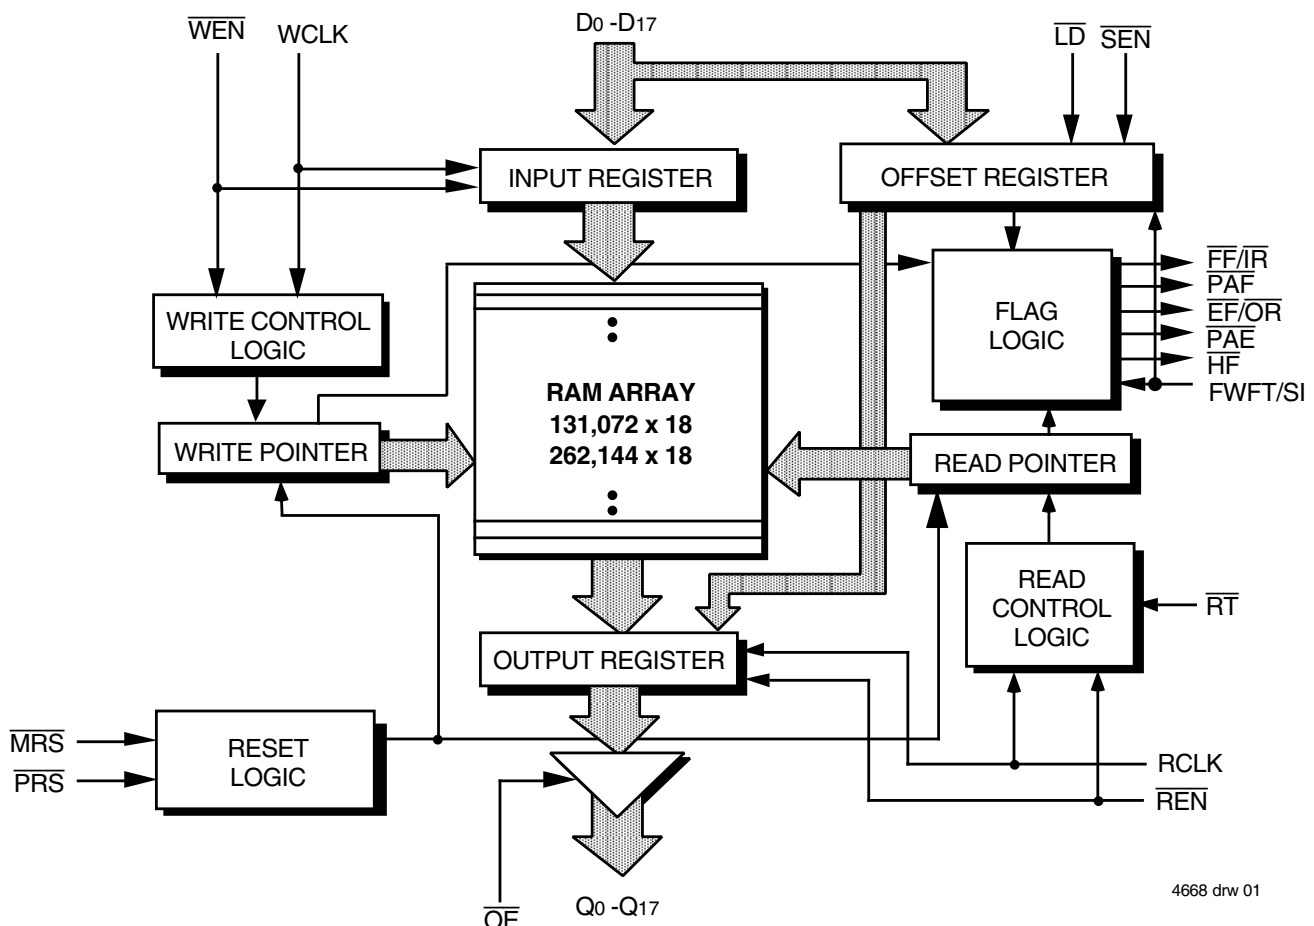 WEN
WCLK
D0 -D17
LD
SEN
INPUT REGISTER
OFFSET REGISTER
FF/IR
PAF
EF/OR
PAE
HF
FWFT/SI
FLAG
LOGIC
WRITE CONTROL
LOGIC
RAM ARRAY
131,072 x 18
262,144 x 18
WRITE POINTER
READ POINTER
READ
CONTROL
LOGIC
RT
OUTPUT REGISTER
MRS
PRS
RESET
LOGIC
RCLK
REN
OE
Q0 -Q17
4668 drw 01